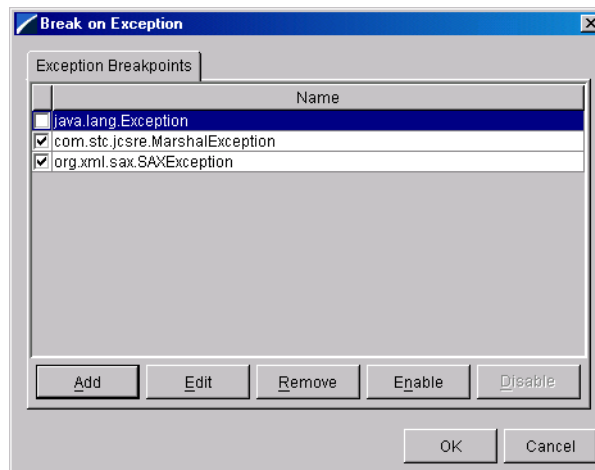 Break on Exception
Exception Breakpoints
Name
java.lang.Exception
com.stc.jcsre.MarshalException
org.xml.sax.SAXException
Add Edit Remove Enable Disable
OK Cancel